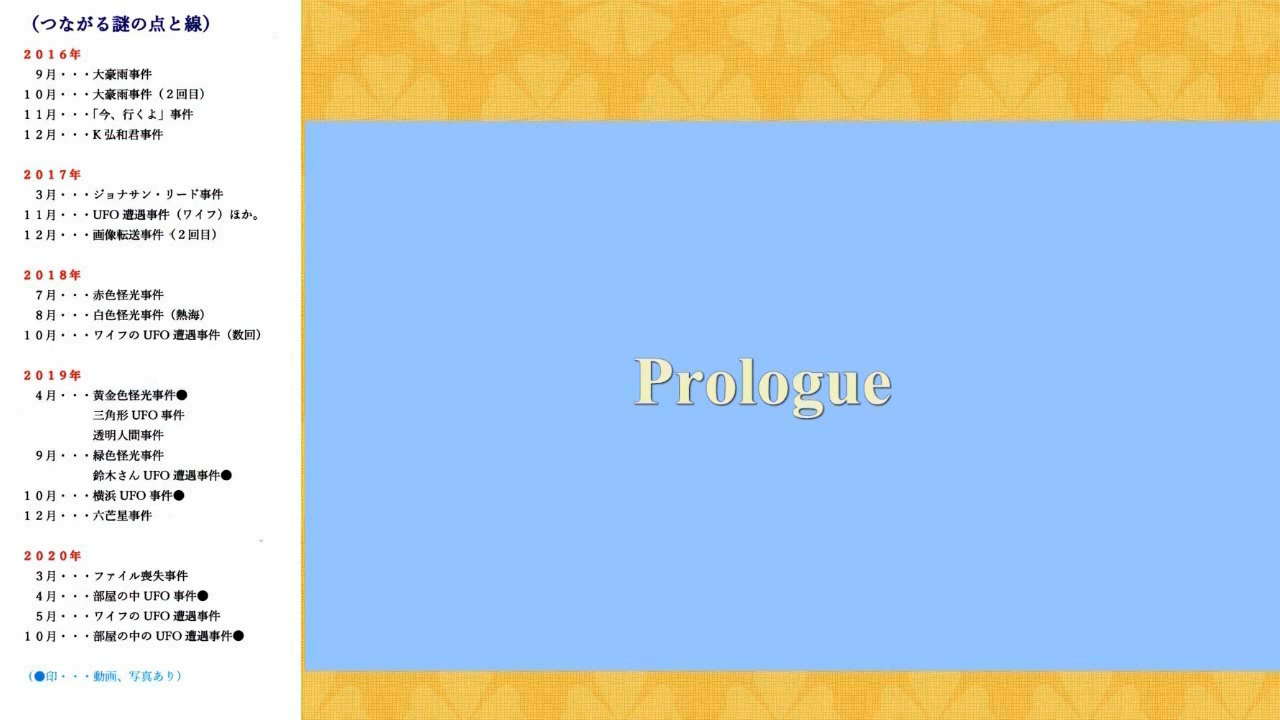 （つながる謎の点と線）
２０１６年
９月・・・大豪雨事件
１０月・・・大豪雨事件（２回目）
１１月・・・「今、行くよ」事件
１２月・・・K 弘和君事件
２０１７年
３月・・・ジョナサン・リード事件
１１月・・・UFO 遭遇事件（ワイフ）ほか。
１２月・・・画像転送事件（２回目）
２０１８年
７月・・・赤色怪光事件
８月・・・白色怪光事件（熱海）
１０月・・・ワイフの UFO 遭遇事件（数回）
２０１９年
４月・・・黄金色怪光事件●
三角形 UFO 事件
透明人間事件
９月・・・緑色怪光事件
鈴木さん UFO 遭遇事件●
１０月・・・横浜 UFO 事件●
１２月・・・六芒星事件
２０２０年
３月・・・ファイル喪失事件
４月・・・部屋の中 UFO 事件●
５月・・・ワイフの UFO 遭遇事件
１０月・・・部屋の中の UFO 遭遇事件●
（●印・・・動画、写真あり）
Prologue